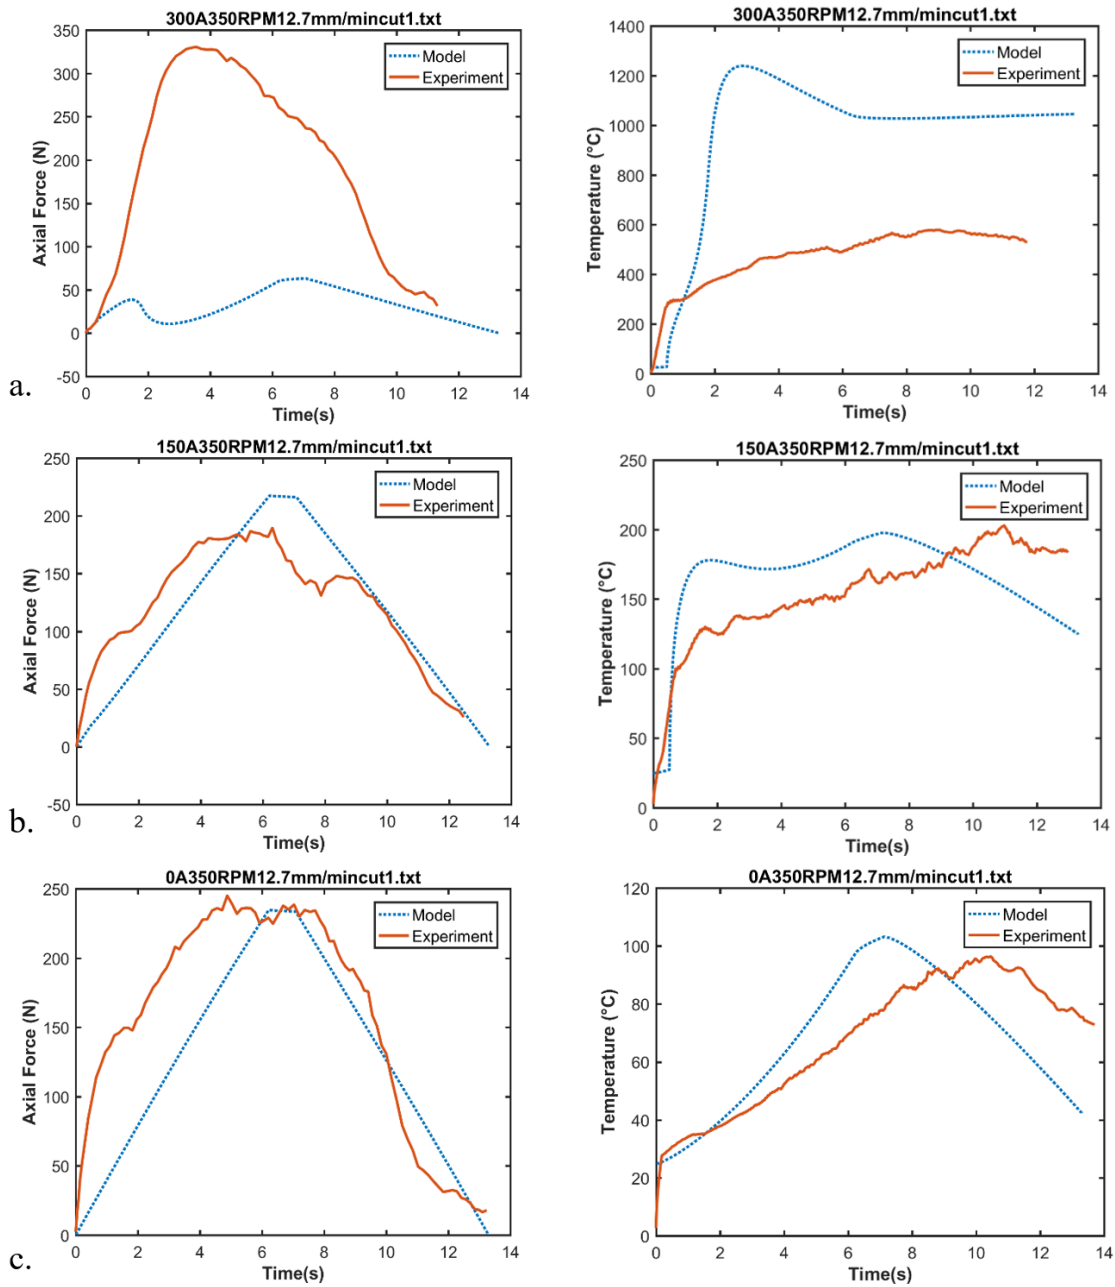 300A350RPM12.7mm/mincut1.txt
350
300
250
200
150
100
50
0
-50
Axial Force (N)
Model
Experiment
0 2 4 6 8 10 12 14
Time(s)
300A350RPM12.7mm/mincut1.txt
1400
1200
1000
800
600
400
200
0
Temperature (°C)
Model
Experiment
0 2 4 6 8 10 12 14
Time(s)
a.
150A350RPM12.7mm/mincut1.txt
250
200
150
100
50
0
-50
Axial Force (N)
Model
Experiment
0 2 4 6 8 10 12 14
Time(s)
150A350RPM12.7mm/mincut1.txt
250
200
150
100
50
0
Temperature (°C)
Model
Experiment
0 2 4 6 8 10 12 14
Time(s)
b.
0A350RPM12.7mm/mincut1.txt
250
200
150
100
50
0
Axial Force (N)
Model
Experiment
0 2 4 6 8 10 12 14
Time(s)
0A350RPM12.7mm/mincut1.txt
120
100
80
60
40
20
0
Temperature (°C)
Model
Experiment
0 2 4 6 8 10 12 14
Time(s)
c.